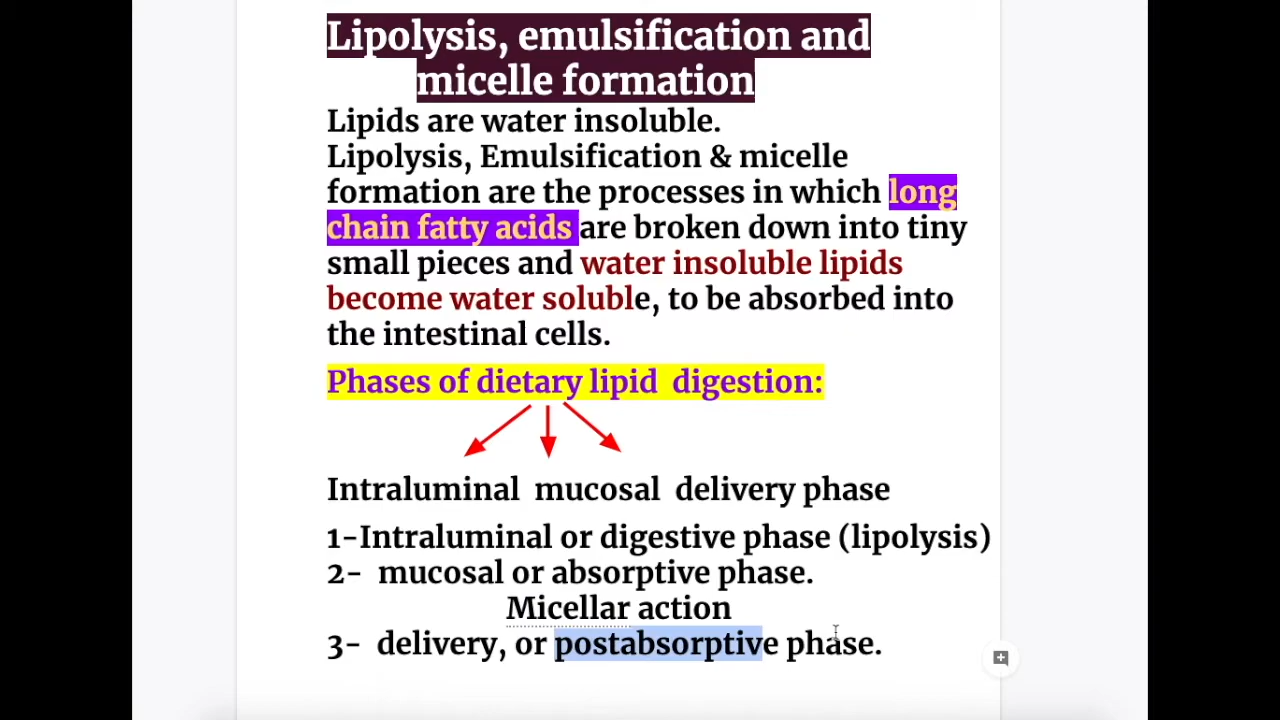 Lipolysis, emulsification and
micelle formation
Lipids are water insoluble.
Lipolysis, Emulsification & micelle
formation are the processes in which long
chain fatty acids are broken down into tiny
small pieces and water insoluble lipids
become water soluble, to be absorbed into
the intestinal cells.
Phases of dietary lipid  digestion:
Intraluminal  mucosal  delivery phase
1-Intraluminal or digestive phase (lipolysis)
2-  mucosal or absorptive phase.
Micellar action
3-  delivery, or postabsorptive phase.